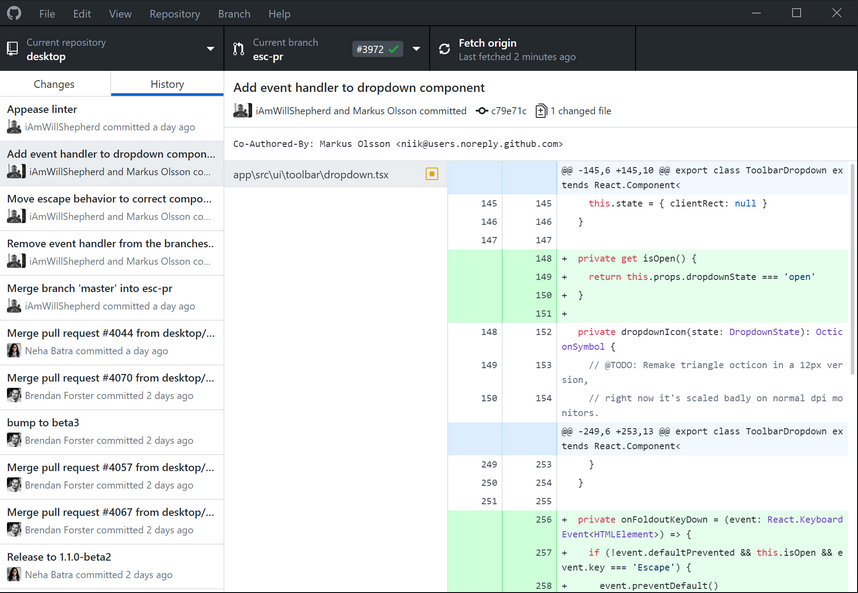 File Edit View Repository Branch Help
Current repository
desktop
Current branch
esc-pr
#3972
Fetch origin
Last fetched 2 minutes ago
Changes
History
Appease linter
iAmWillShepherd committed a day ago
Add event handler to dropdown compon...
iAmWillShepherd and Markus Olsson co...
Move escape behavior to correct compo...
iAmWillShepherd and Markus Olsson co...
Remove event handler from the branches..
iAmWillShepherd and Markus Olsson co...
Merge branch 'master' into esc-pr
iAmWillShepherd committed a day ago
Merge pull request #4044 from desktop/...
Neha Batra committed a day ago
Merge pull request #4070 from desktop/...
Brendan Forster committed 2 days ago
bump to beta3
Brendan Forster committed 2 days ago
Merge pull request #4057 from desktop/...
Brendan Forster committed 2 days ago
Merge pull request #4067 from desktop/...
Brendan Forster committed 2 days ago
Release to 1.1.0-beta2
Neha Batra committed 2 days ago
Add event handler to dropdown component
iAmWillShepherd and Markus Olsson committed c79e71c 1 changed file
Co-Authored-By: Markus Olsson <niik@users.noreply.github.com>
app\src\ui\toolbar\dropdown.tsx
@@ -145,6 +145,10 @@ export class ToolbarDropdown ex
tends React.Component<
145 145 this.state = { clientRect: null }
146 146 }
147 147
148 + private get isOpen() {
149 + return this.props.dropdownState === 'open'
150 + }
151 +
148 152 private dropdownIcon(state: DropdownState): Octic
onSymbol {
149 153 // @TODO: Remake triangle octicon in a 12px ver
sion,
150 154 // right now it's scaled badly on normal dpi mo
nitors.
@@ -249,6 +253,13 @@ export class ToolbarDropdown ex
tends React.Component<
249 253 }
250 254 }
251 255
256 + private onFoldoutKeyDown = (event: React.Keyboard
Event<HTMLElement>) => {
257 + if (!event.defaultPrevented && this.isOpen && e
vent.key === 'Escape') {
258 + event.preventDefault()